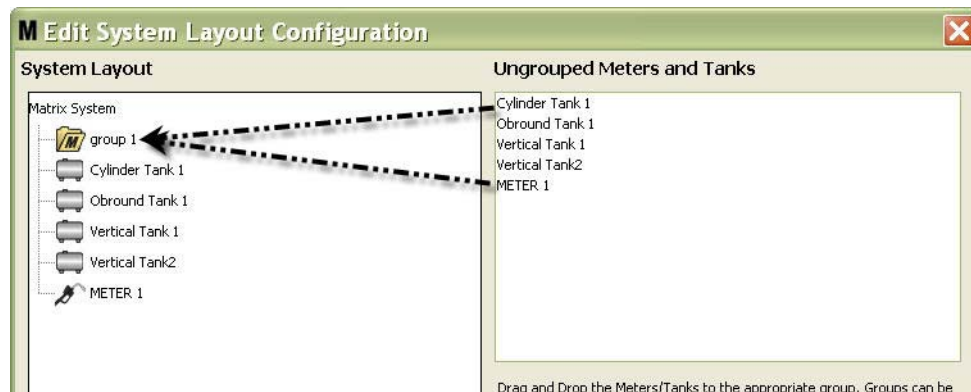 M Edit System Layout Configuration
System Layout
Matrix System
M group 1
Cylinder Tank 1
Obround Tank 1
Vertical Tank 1
Vertical Tank2
METER 1
Ungrouped Meters and Tanks
Cylinder Tank 1
Obround Tank 1
Vertical Tank 1
Vertical Tank2
METER 1
Drag and Drop the Meters/Tanks to the appropriate group. Groups can be